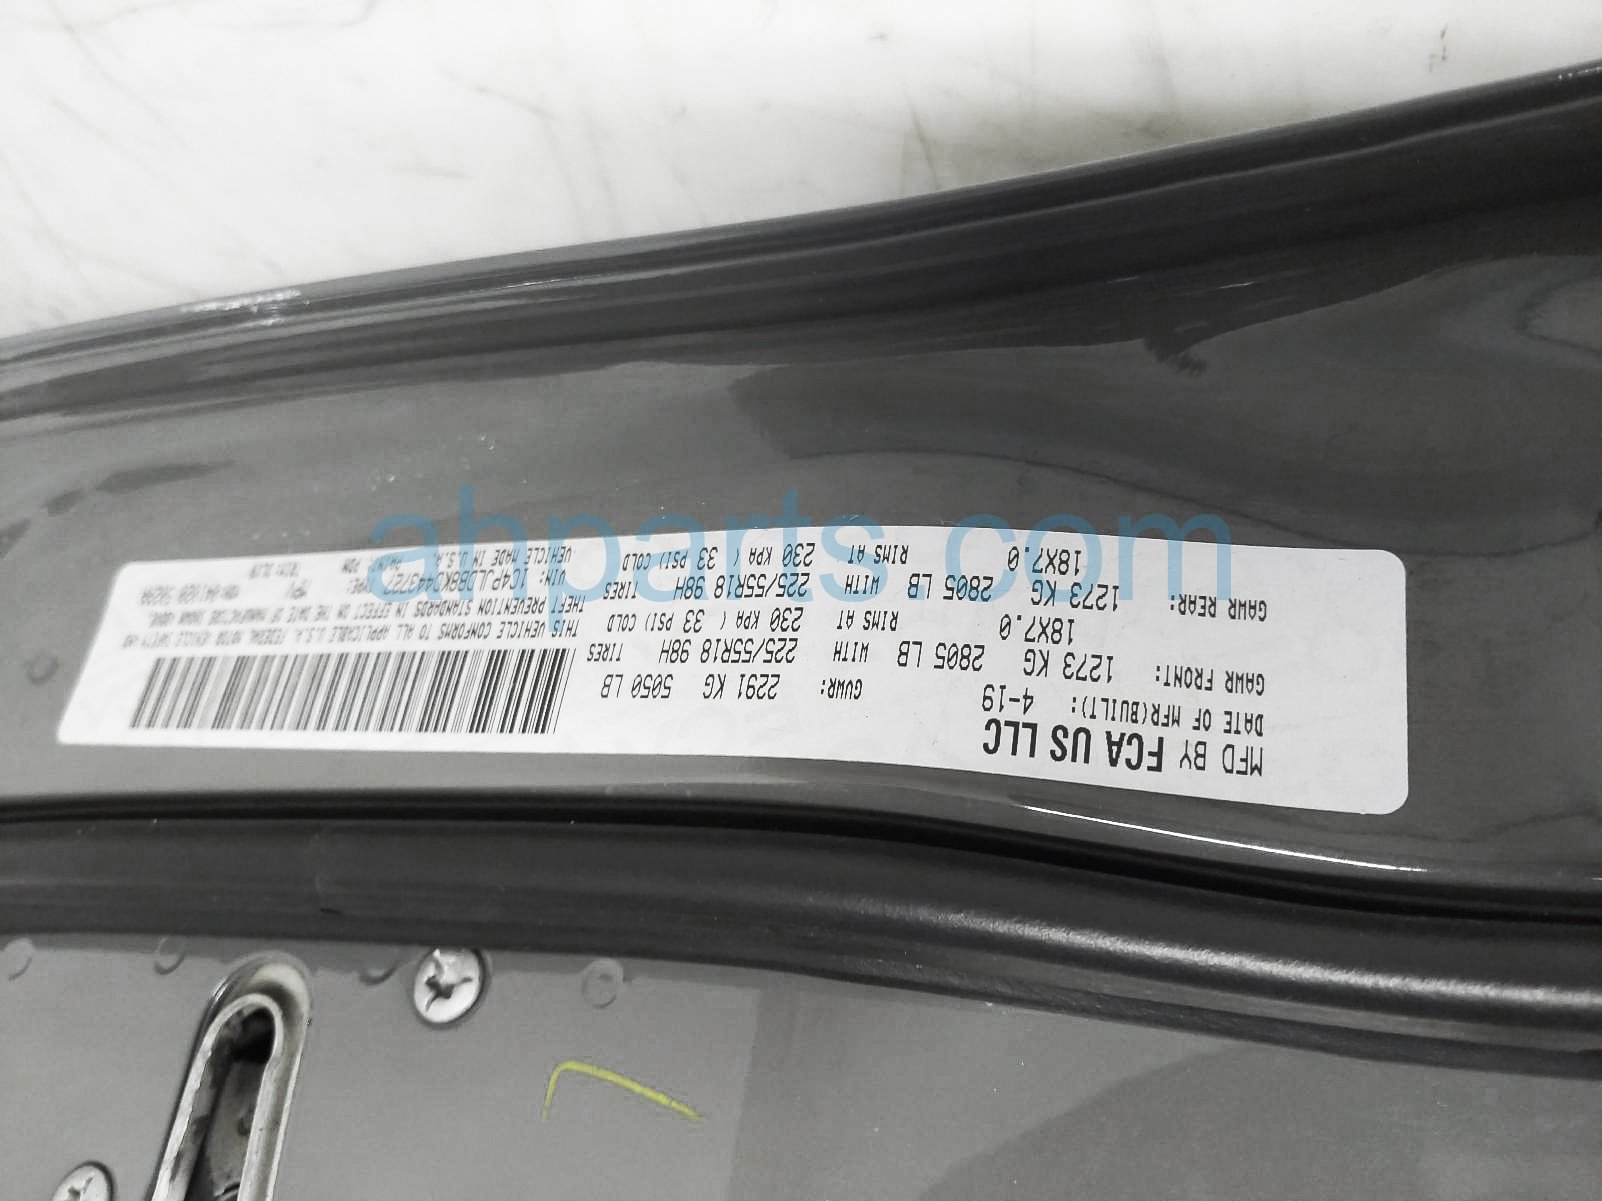 MFD BY FCA US LLC
DATE OF MFR(BUILT): 4-19
GVWR: 2291 KG 5050 LB
GAWR FRONT: 1273 KG 2805 LB WITH 225/55R18 98H TIRES
18X7.0 RIMS AT 230 KPA ( 33 PSI) COLD
GAWR REAR: 1273 KG 2805 LB WITH 225/55R18 98H TIRES
18X7.0 RIMS AT 230 KPA ( 33 PSI) COLD
THIS VEHICLE CONFORMS TO ALL APPLICABLE U.S.A. FEDERAL MOTOR VEHICLE SAFETY AND
THEFT PREVENTION STANDARDS IN EFFECT ON THE DATE OF MANUFACTURE SHOWN ABOVE.
VIN:
VEHICLE MADE IN U.S.A.
ahparts.com